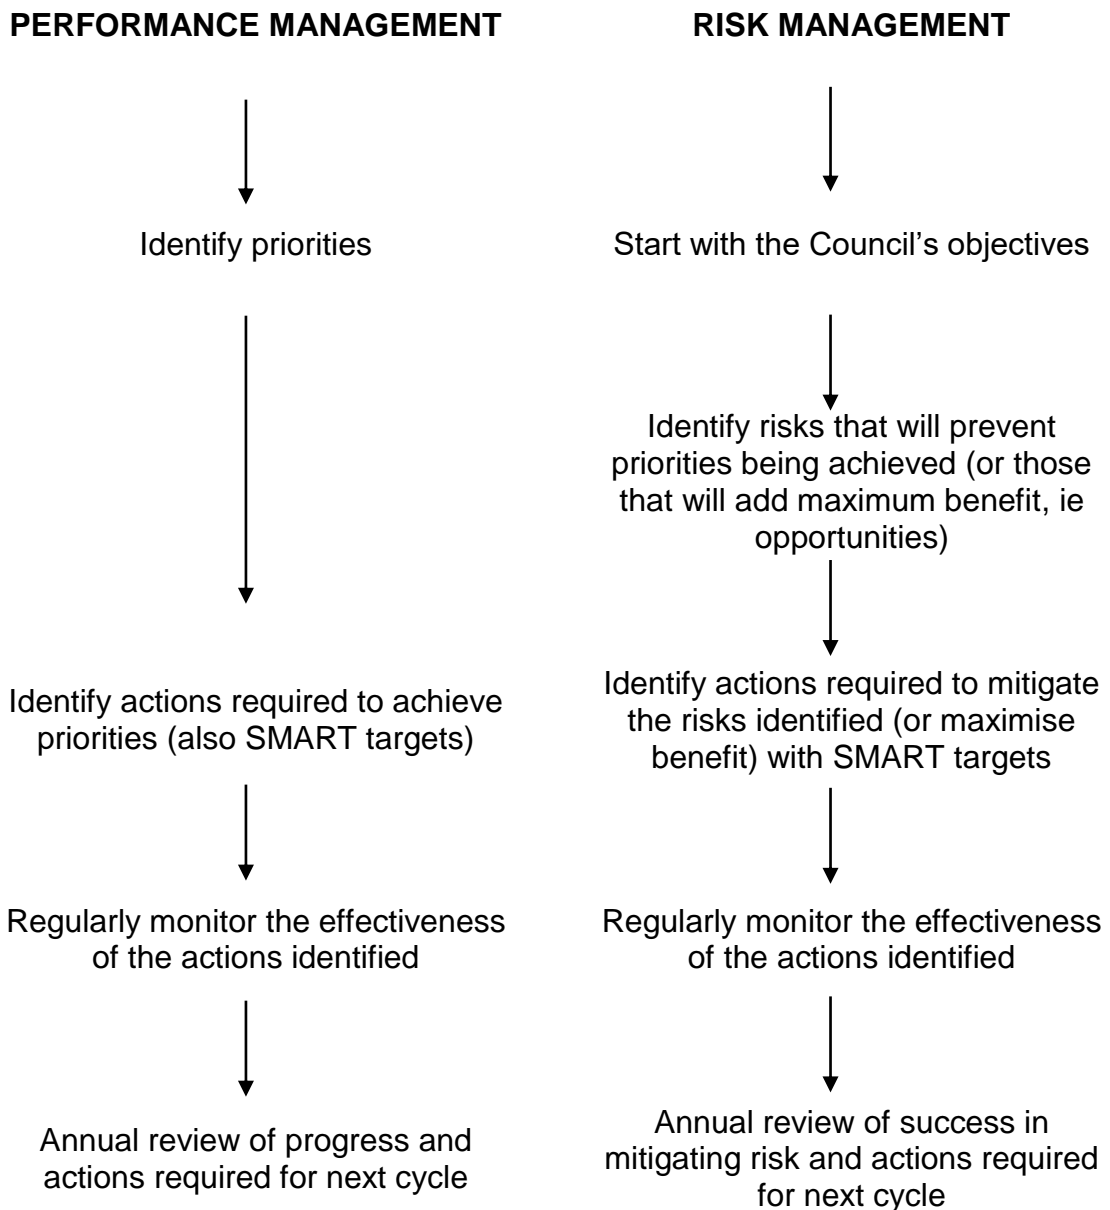 PERFORMANCE MANAGEMENT
RISK MANAGEMENT
Identify priorities
Start with the Council’s objectives
Identify risks that will prevent
priorities being achieved (or those
that will add maximum benefit, ie
opportunities)
Identify actions required to achieve
priorities (also SMART targets)
Identify actions required to mitigate
the risks identified (or maximise
benefit) with SMART targets
Regularly monitor the effectiveness
of the actions identified
Regularly monitor the effectiveness
of the actions identified
Annual review of progress and
actions required for next cycle
Annual review of success in
mitigating risk and actions required
for next cycle